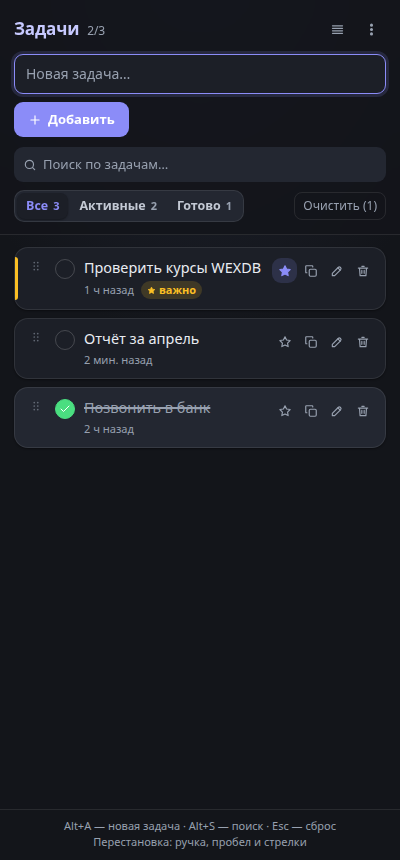 Задачи 2/3
Новая задача...
+ Добавить
Поиск по задачам...
Все 3 Активные 2 Готово 1 Очистить (1)
Проверить курсы WEXDB
1 ч назад ★ важно
Отчёт за апрель
2 мин. назад
Позвонить в банк
2 ч назад
Alt+A — новая задача · Alt+S — поиск · Esc — сброс
Перестановка: ручка, пробел и стрелки